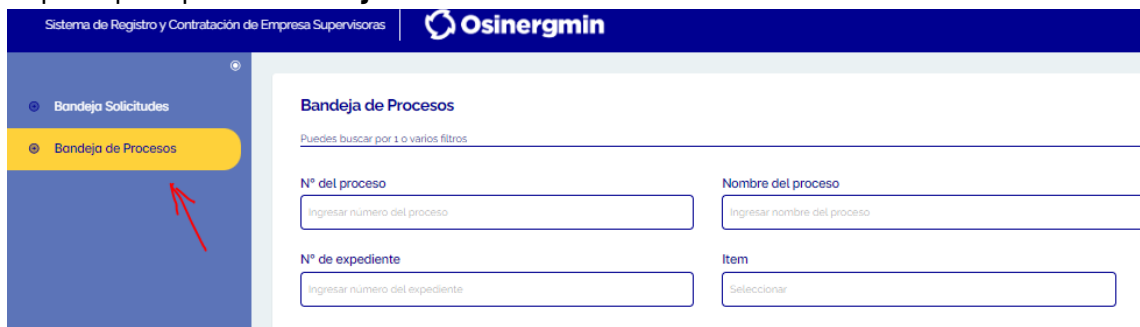 Sistema de Registro y Contratación de Empresa Supervisoras
Osinergmin
Bandeja Solicitudes
Bandeja de Procesos
Bandeja de Procesos
Puedes buscar por 1 o varios filtros
Nº del proceso
Nombre del proceso
Ingresar número del proceso
Ingresar nombre del proceso
Nº de expediente
Item
Ingresar número del expediente
Seleccionar